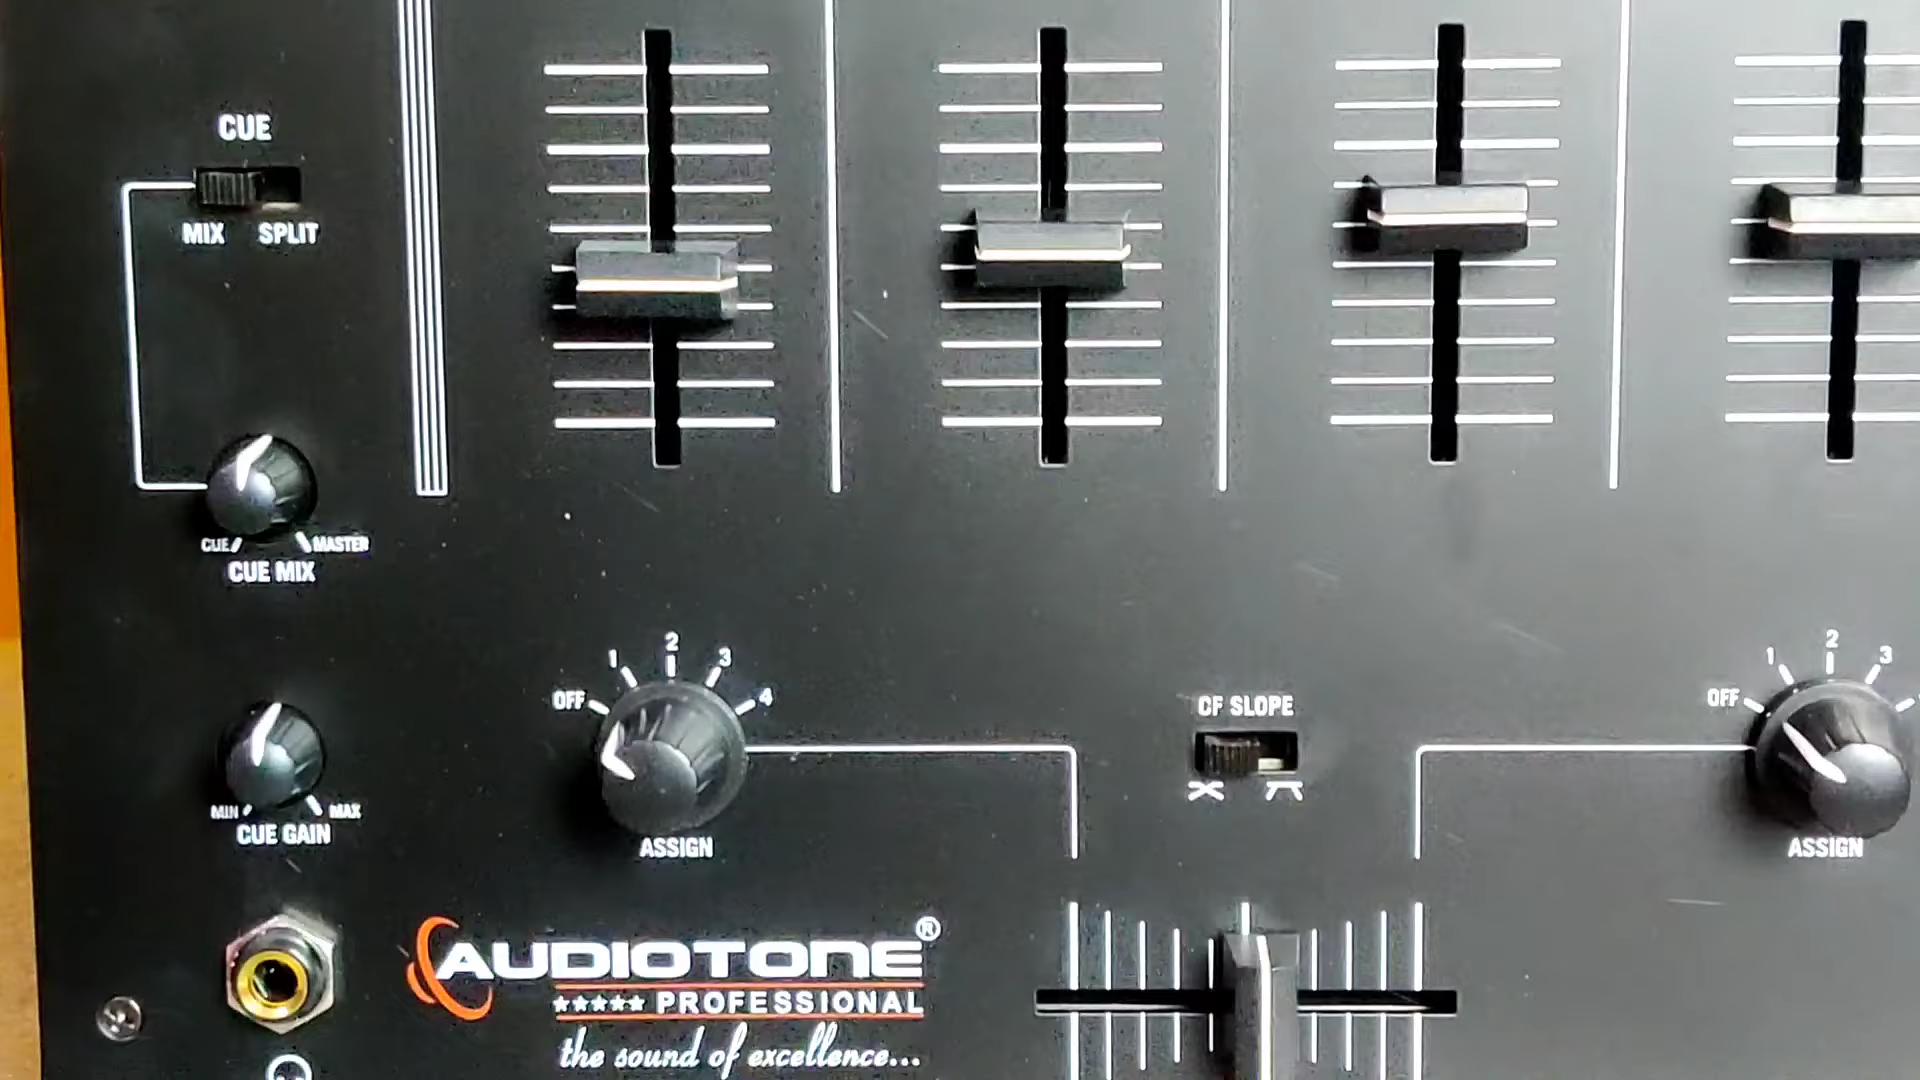 CUE
MIX SPLIT
CUE MASTER
CUE MIX
OFF 1 2 3 4
MIN MAX
CUE GAIN
ASSIGN
CF SLOPE
OFF 1 2 3
ASSIGN
AUDIOTONE®
★★★★★ PROFESSIONAL
the sound of excellence...